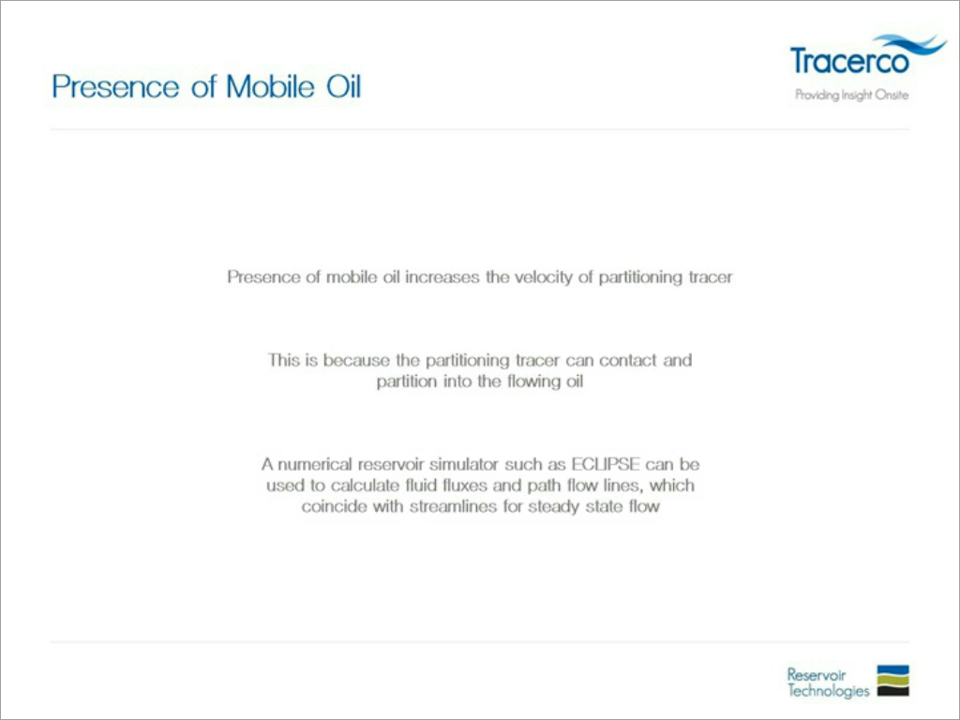 Tracerco
Providing Insight Onsite
Presence of Mobile Oil
Presence of mobile oil increases the velocity of partitioning tracer
This is because the partitioning tracer can contact and
partition into the flowing oil
A numerical reservoir simulator such as ECLIPSE can be
used to calculate fluid fluxes and path flow lines, which
coincide with streamlines for steady state flow
Reservoir
Technologies